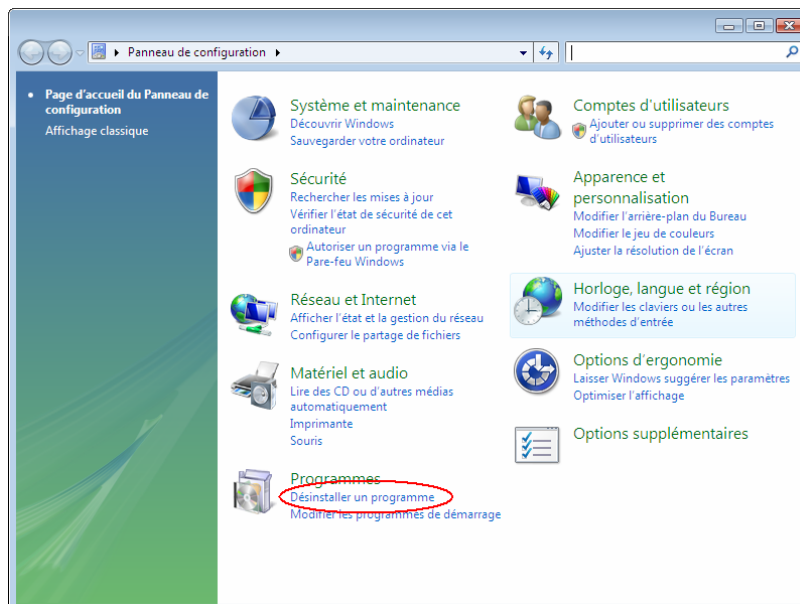 Panneau de configuration
Page d'accueil du Panneau de
configuration
Affichage classique
Système et maintenance
Découvrir Windows
Sauvegarder votre ordinateur
Sécurité
Rechercher les mises à jour
Vérifier l'état de sécurité de cet
ordinateur
Autoriser un programme via le
Pare-feu Windows
Réseau et Internet
Afficher l'état et la gestion du réseau
Configurer le partage de fichiers
Matériel et audio
Lire des CD ou d'autres médias
automatiquement
Imprimante
Souris
Programmes
Désinstaller un programme
Modifier les programmes de démarrage
Comptes d'utilisateurs
Ajouter ou supprimer des comptes
d'utilisateurs
Apparence et
personnalisation
Modifier l'arrière-plan du Bureau
Modifier le jeu de couleurs
Ajuster la résolution de l'écran
Horloge, langue et région
Modifier les claviers ou les autres
méthodes d'entrée
Options d'ergonomie
Laisser Windows suggérer les paramètres
Optimiser l'affichage
Options supplémentaires